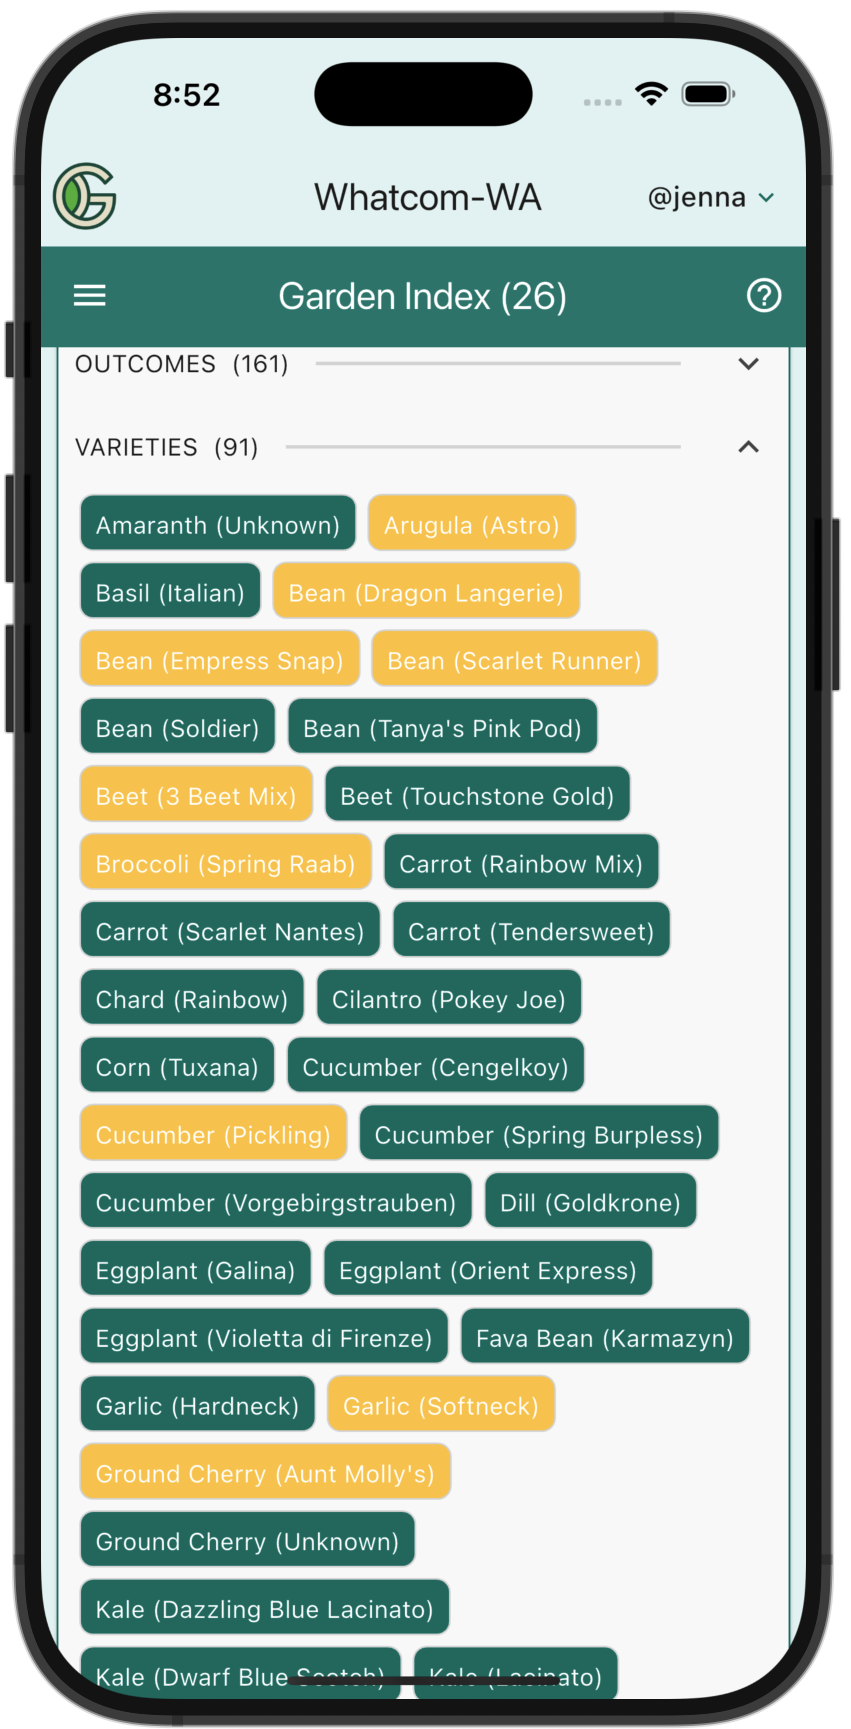 8:52
Whatcom-WA @jenna
Garden Index (26)
OUTCOMES (161)
VARIETIES (91)
Amaranth (Unknown) Arugula (Astro)
Basil (Italian) Bean (Dragon Langerie)
Bean (Empress Snap) Bean (Scarlet Runner)
Bean (Soldier) Bean (Tanya's Pink Pod)
Beet (3 Beet Mix) Beet (Touchstone Gold)
Broccoli (Spring Raab) Carrot (Rainbow Mix)
Carrot (Scarlet Nantes) Carrot (Tendersweet)
Chard (Rainbow) Cilantro (Pokey Joe)
Corn (Tuxana) Cucumber (Cengelkoy)
Cucumber (Pickling) Cucumber (Spring Burpless)
Cucumber (Vorgebirgstrauben) Dill (Goldkrone)
Eggplant (Galina) Eggplant (Orient Express)
Eggplant (Violetta di Firenze) Fava Bean (Karmazyn)
Garlic (Hardneck) Garlic (Softneck)
Ground Cherry (Aunt Molly's)
Ground Cherry (Unknown)
Kale (Dazzling Blue Lacinato)
Kale (Dwarf Blue Scotch) Kale (Lacinato)